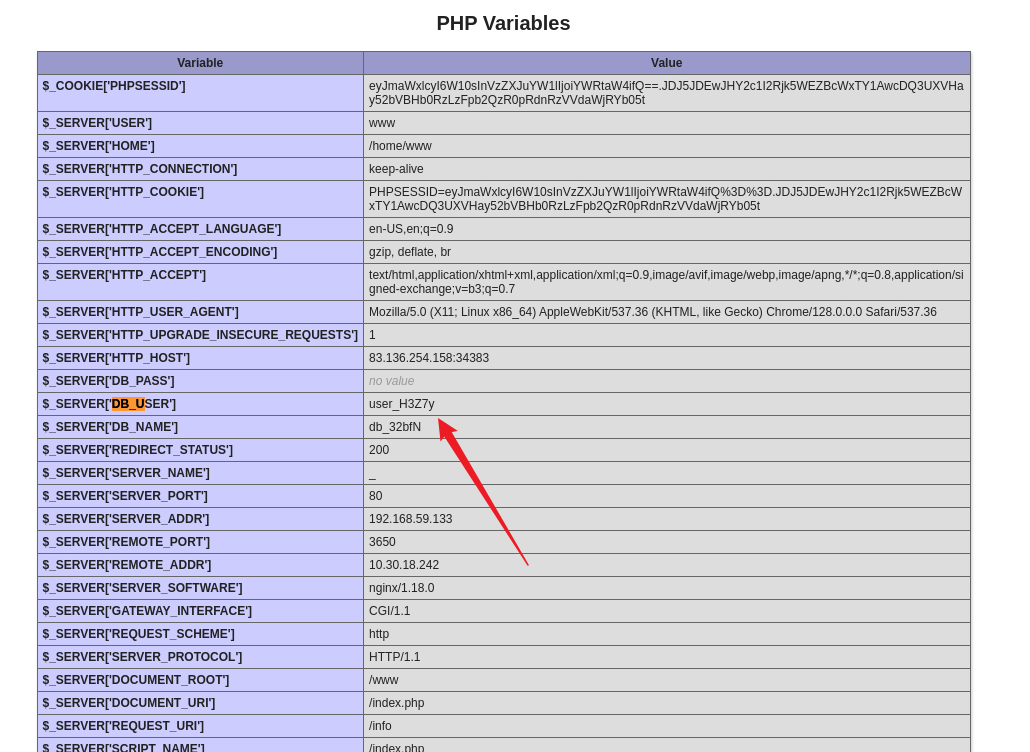 PHP Variables
Variable Value
$_COOKIE['PHPSESSID'] eyJmaWxlcyI6W10sInVzZXJuYW1lIjoiYWRtaW4ifQ==.JDJ5JDEwJHY2c1I2Rjk5WEZBcWxTY1AwcDQ3UXVHa
y52bVBHb0RzLzFpb2QzR0pRdnRzVVdaWjRYb05t
$_SERVER['USER'] www
$_SERVER['HOME'] /home/www
$_SERVER['HTTP_CONNECTION'] keep-alive
$_SERVER['HTTP_COOKIE'] PHPSESSID=eyJmaWxlcyI6W10sInVzZXJuYW1lIjoiYWRtaW4ifQ%3D%3D.JDJ5JDEwJHY2c1I2Rjk5WEZBcW
xTY1AwcDQ3UXVHay52bVBHb0RzLzFpb2QzR0pRdnRzVVdaWjRYb05t
$_SERVER['HTTP_ACCEPT_LANGUAGE'] en-US,en;q=0.9
$_SERVER['HTTP_ACCEPT_ENCODING'] gzip, deflate, br
$_SERVER['HTTP_ACCEPT'] text/html,application/xhtml+xml,application/xml;q=0.9,image/avif,image/webp,image/apng,*/*;q=0.8,application/si
gned-exchange;v=b3;q=0.7
$_SERVER['HTTP_USER_AGENT'] Mozilla/5.0 (X11; Linux x86_64) AppleWebKit/537.36 (KHTML, like Gecko) Chrome/128.0.0.0 Safari/537.36
$_SERVER['HTTP_UPGRADE_INSECURE_REQUESTS'] 1
$_SERVER['HTTP_HOST'] 83.136.254.158:34383
$_SERVER['DB_PASS'] no value
$_SERVER['DB_USER'] user_H3Z7y
$_SERVER['DB_NAME'] db_32bfN
$_SERVER['REDIRECT_STATUS'] 200
$_SERVER['SERVER_NAME'] _
$_SERVER['SERVER_PORT'] 80
$_SERVER['SERVER_ADDR'] 192.168.59.133
$_SERVER['REMOTE_PORT'] 3650
$_SERVER['REMOTE_ADDR'] 10.30.18.242
$_SERVER['SERVER_SOFTWARE'] nginx/1.18.0
$_SERVER['GATEWAY_INTERFACE'] CGI/1.1
$_SERVER['REQUEST_SCHEME'] http
$_SERVER['SERVER_PROTOCOL'] HTTP/1.1
$_SERVER['DOCUMENT_ROOT'] /www
$_SERVER['DOCUMENT_URI'] /index.php
$_SERVER['REQUEST_URI'] /info
$_SERVER['SCRIPT_NAME'] /index.php